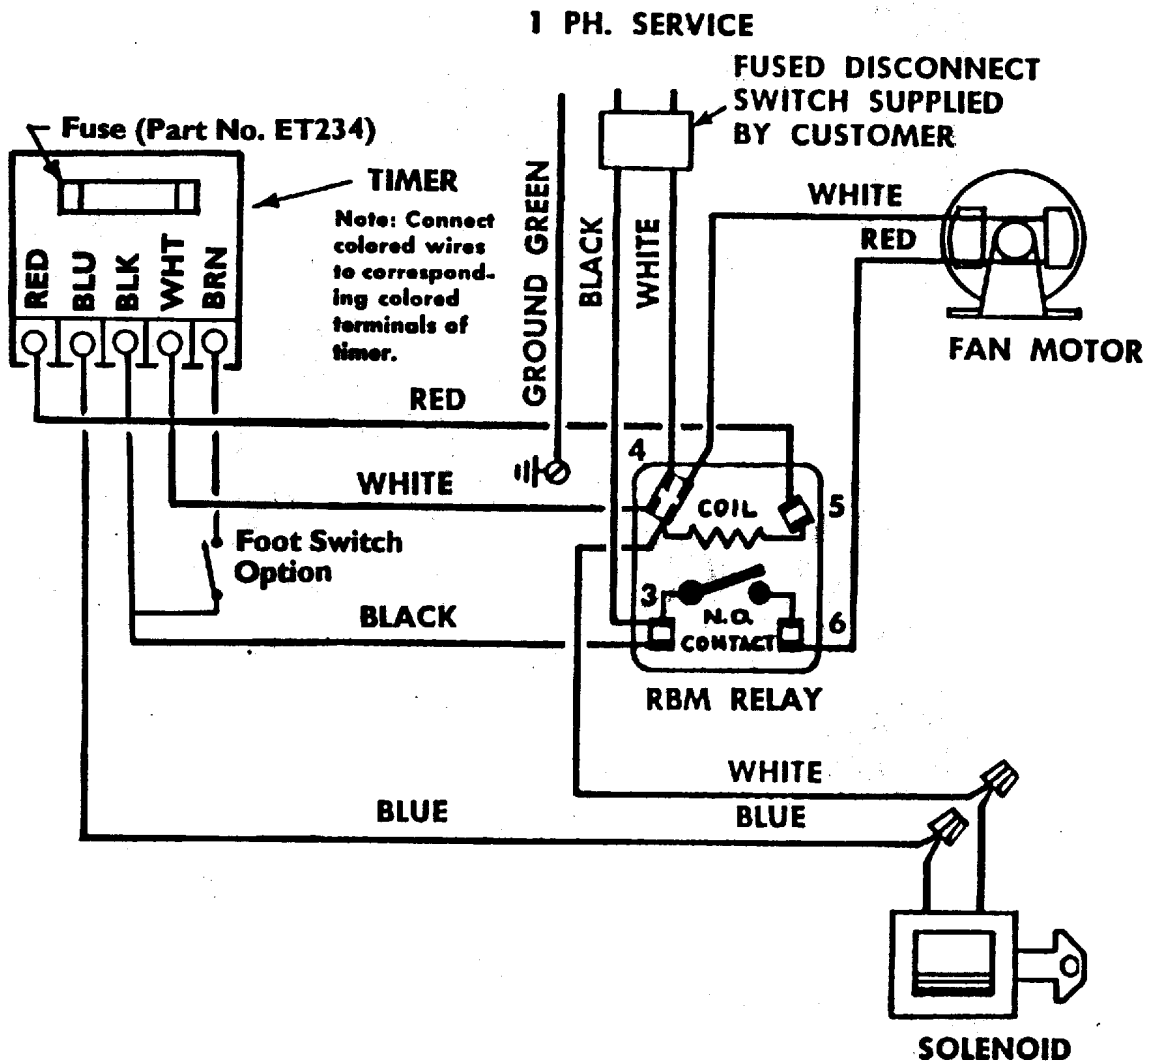 1 PH. SERVICE
FUSED DISCONNECT
SWITCH SUPPLIED
BY CUSTOMER
Fuse (Part No. ET234)
TIMER
Note: Connect
colored wires
to correspond-
ing colored
terminals of
timer.
RED
BLU
BLK
WHT
BRN
GROUND GREEN
BLACK
WHITE
WHITE
RED
FAN MOTOR
RED
4
WHITE
COIL
5
Foot Switch
Option
3
N.O.
CONTACT
6
BLACK
RBM RELAY
WHITE
BLUE
BLUE
SOLENOID